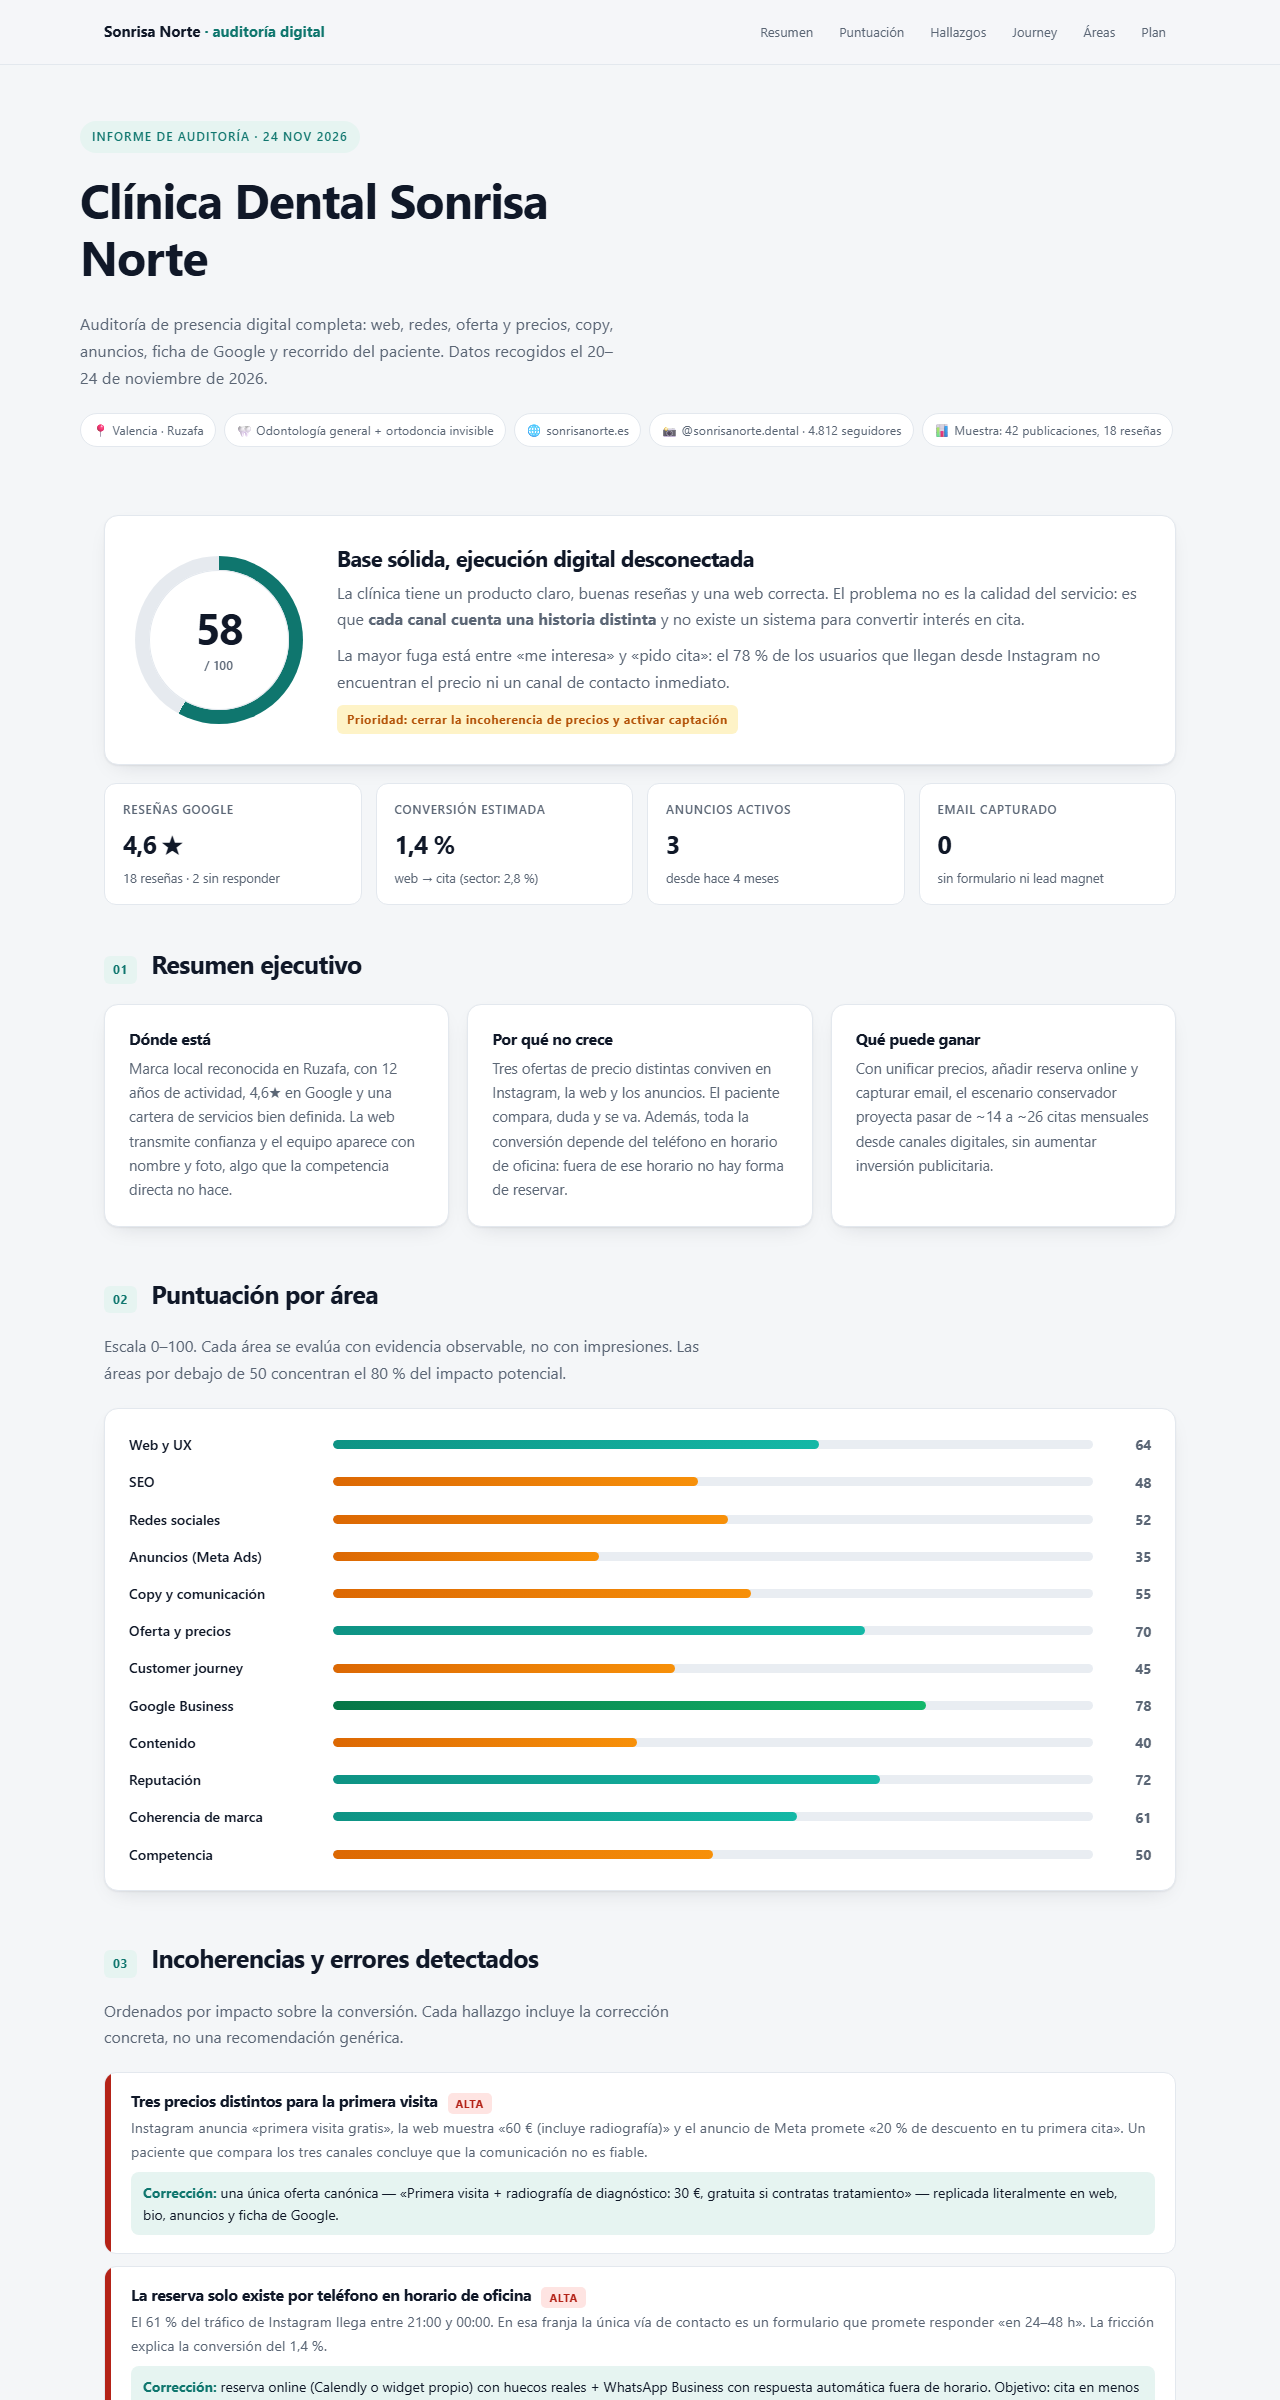 Sonrisa Norte · auditoría digital
Resumen Puntuación Hallazgos Journey Áreas Plan
INFORME DE AUDITORÍA · 24 NOV 2026
Clínica Dental Sonrisa
Norte
Auditoría de presencia digital completa: web, redes, oferta y precios, copy,
anuncios, ficha de Google y recorrido del paciente. Datos recogidos el 20–
24 de noviembre de 2026.
📍 Valencia · Ruzafa
🦷 Odontología general + ortodoncia invisible
🌐 sonrisanorte.es
📸 @sonrisanorte.dental · 4.812 seguidores
📊 Muestra: 42 publicaciones, 18 reseñas
58
/ 100
Base sólida, ejecución digital desconectada
La clínica tiene un producto claro, buenas reseñas y una web correcta. El problema no es la calidad del servicio: es
que cada canal cuenta una historia distinta y no existe un sistema para convertir interés en cita.
La mayor fuga está entre «me interesa» y «pido cita»: el 78 % de los usuarios que llegan desde Instagram no
encuentran el precio ni un canal de contacto inmediato.
Prioridad: cerrar la incoherencia de precios y activar captación
RESEÑAS GOOGLE
4,6 ★
18 reseñas · 2 sin responder
CONVERSIÓN ESTIMADA
1,4 %
web → cita (sector: 2,8 %)
ANUNCIOS ACTIVOS
3
desde hace 4 meses
EMAIL CAPTURADO
0
sin formulario ni lead magnet
01 Resumen ejecutivo
Dónde está
Marca local reconocida en Ruzafa, con 12
años de actividad, 4,6★ en Google y una
cartera de servicios bien definida. La web
transmite confianza y el equipo aparece con
nombre y foto, algo que la competencia
directa no hace.
Por qué no crece
Tres ofertas de precio distintas conviven en
Instagram, la web y los anuncios. El paciente
compara, duda y se va. Además, toda la
conversión depende del teléfono en horario
de oficina: fuera de ese horario no hay forma
de reservar.
Qué puede ganar
Con unificar precios, añadir reserva online y
capturar email, el escenario conservador
proyecta pasar de ~14 a ~26 citas mensuales
desde canales digitales, sin aumentar
inversión publicitaria.
02 Puntuación por área
Escala 0–100. Cada área se evalúa con evidencia observable, no con impresiones. Las
áreas por debajo de 50 concentran el 80 % del impacto potencial.
Web y UX 64
SEO 48
Redes sociales 52
Anuncios (Meta Ads) 35
Copy y comunicación 55
Oferta y precios 70
Customer journey 45
Google Business 78
Contenido 40
Reputación 72
Coherencia de marca 61
Competencia 50
03 Incoherencias y errores detectados
Ordenados por impacto sobre la conversión. Cada hallazgo incluye la corrección
concreta, no una recomendación genérica.
Tres precios distintos para la primera visita ALTA
Instagram anuncia «primera visita gratis», la web muestra «60 € (incluye radiografía)» y el anuncio de Meta promete «20 % de descuento en tu primera cita». Un
paciente que compara los tres canales concluye que la comunicación no es fiable.
Corrección: una única oferta canónica — «Primera visita + radiografía de diagnóstico: 30 €, gratuita si contratas tratamiento» — replicada literalmente en web,
bio, anuncios y ficha de Google.
La reserva solo existe por teléfono en horario de oficina ALTA
El 61 % del tráfico de Instagram llega entre 21:00 y 00:00. En esa franja la única vía de contacto es un formulario que promete responder «en 24–48 h». La fricción
explica la conversión del 1,4 %.
Corrección: reserva online (Calendly o widget propio) con huecos reales + WhatsApp Business con respuesta automática fuera de horario. Objetivo: cita en menos